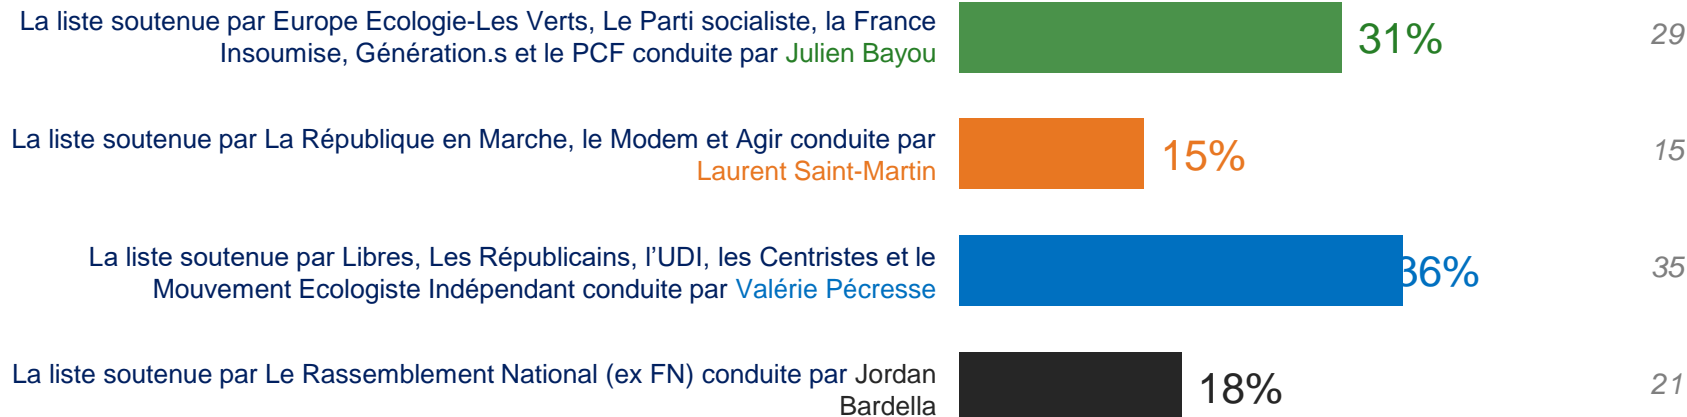 La liste soutenue par Europe Ecologie-Les Verts, Le Parti socialiste, la France
Insoumise, Génération.s et le PCF conduite par Julien Bayou
31%
29
La liste soutenue par La République en Marche, le Modem et Agir conduite par
Laurent Saint-Martin
15%
15
La liste soutenue par Libres, Les Républicains, l’UDI, les Centristes et le
Mouvement Ecologiste Indépendant conduite par Valérie Pécresse
36%
35
La liste soutenue par Le Rassemblement National (ex FN) conduite par Jordan
Bardella
18%
21